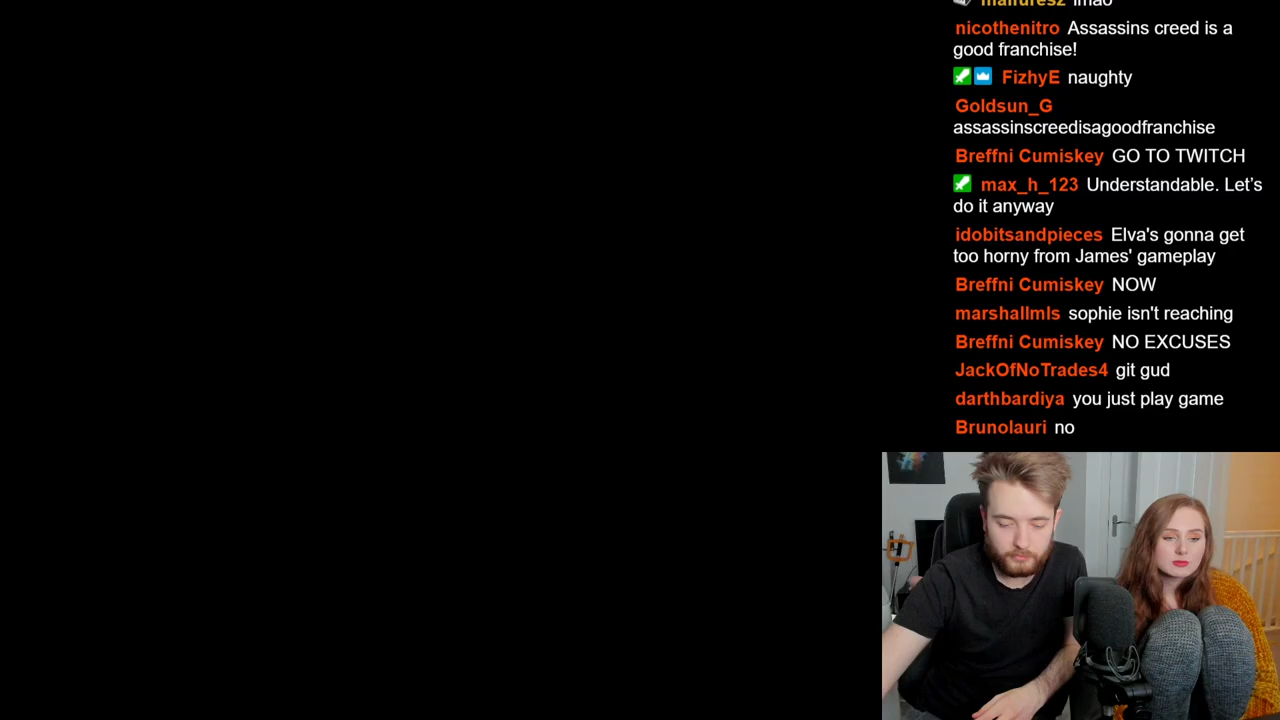 lmao
nicothenitro Assassins creed is a
good franchise!
FizhyE naughty
Goldsun_G
assassinscreedisagoodfranchise
Breffni Cumiskey GO TO TWITCH
max_h_123 Understandable. Let’s
do it anyway
idobitsandpieces Elva's gonna get
too horny from James' gameplay
Breffni Cumiskey NOW
marshallmls sophie isn't reaching
Breffni Cumiskey NO EXCUSES
JackOfNoTrades4 git gud
darthbardiya you just play game
Brunolauri no